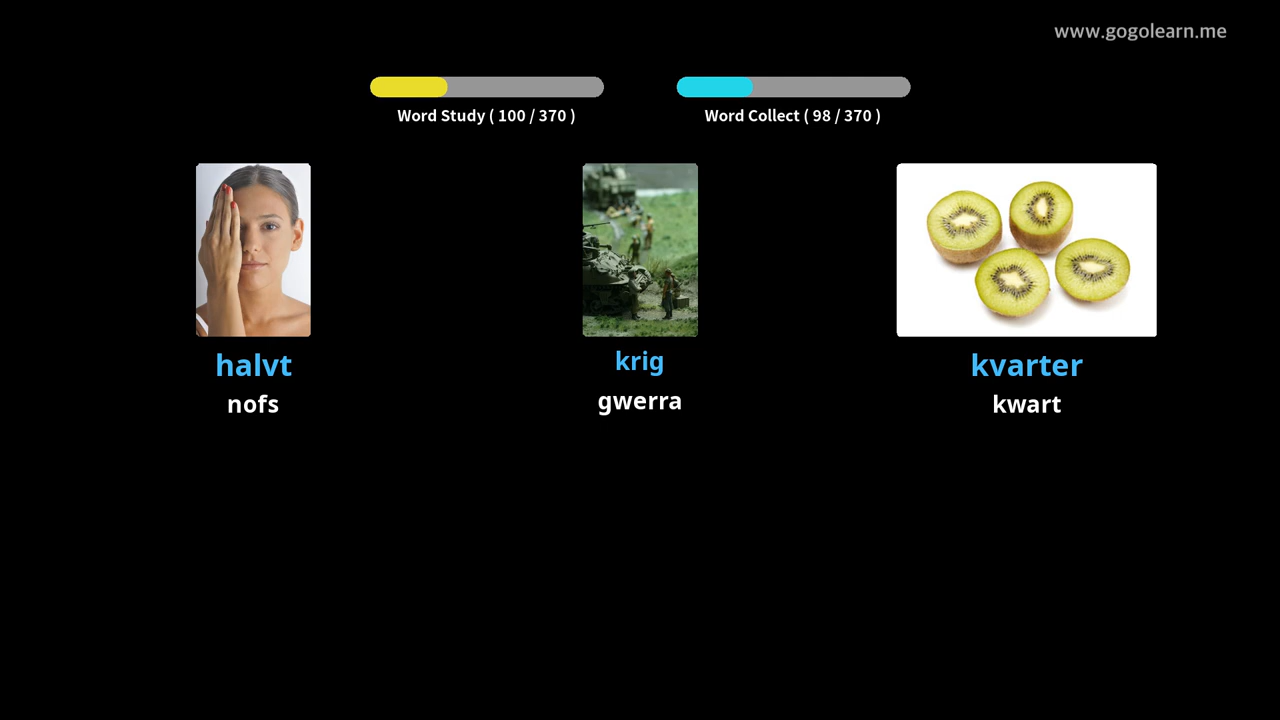 www.gogolearn.me
Word Study ( 100 / 370 )
Word Collect ( 98 / 370 )
halvt
nofs
krig
gwerra
kvarter
kwart